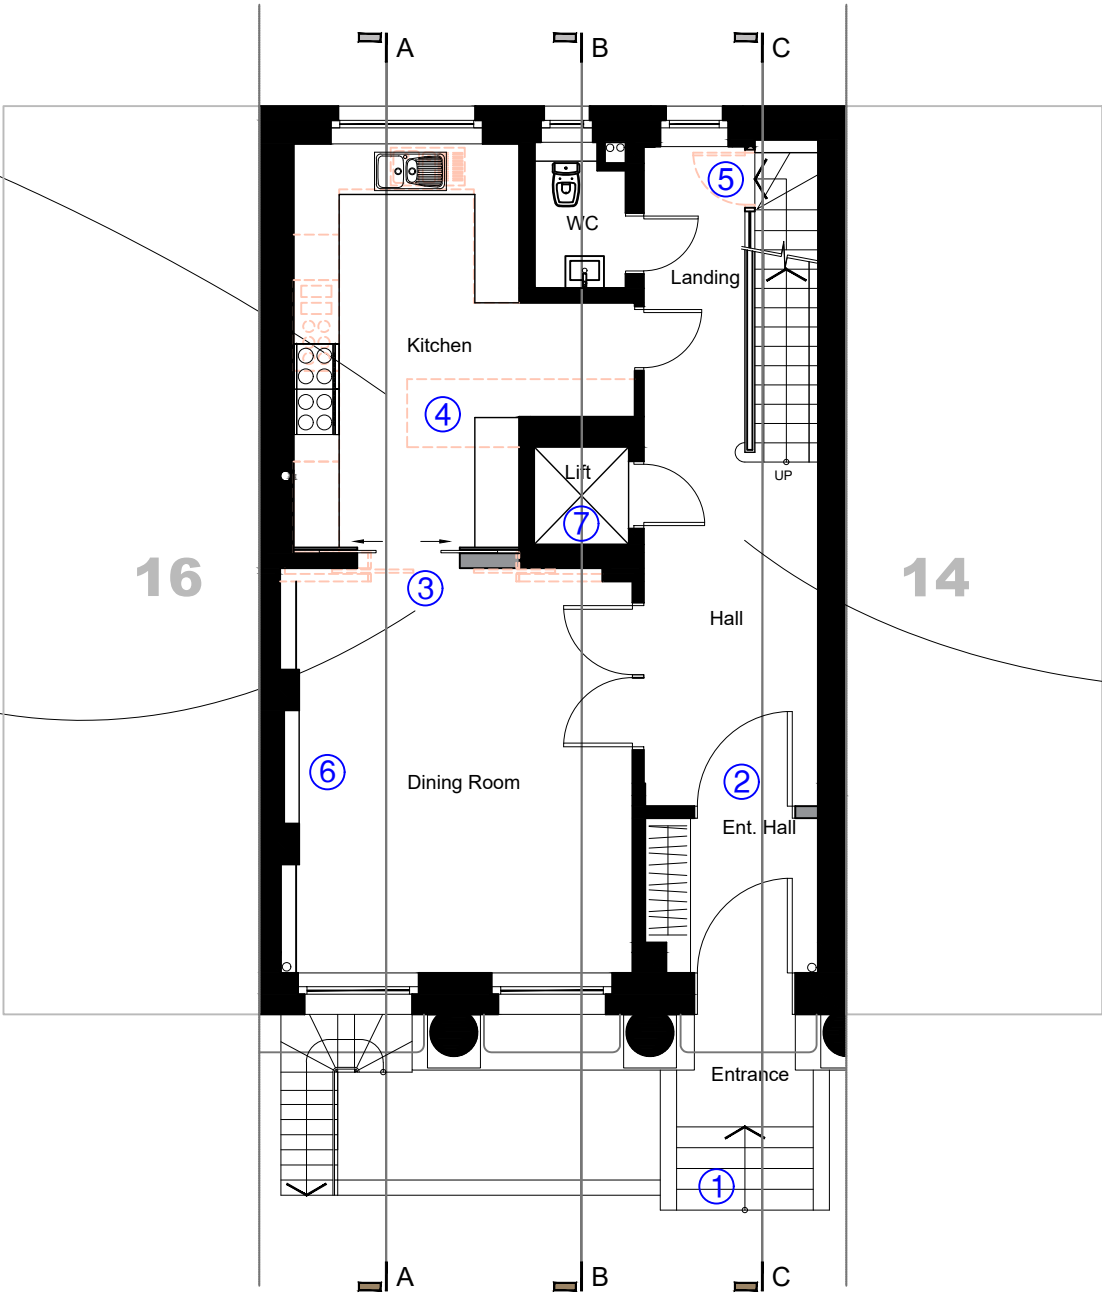 A
B
C
5
WC
Landing
Kitchen
4
Lift
UP
7
16
14
3
Hall
6
Dining Room
2
Ent. Hall
Entrance
1
A
B
C